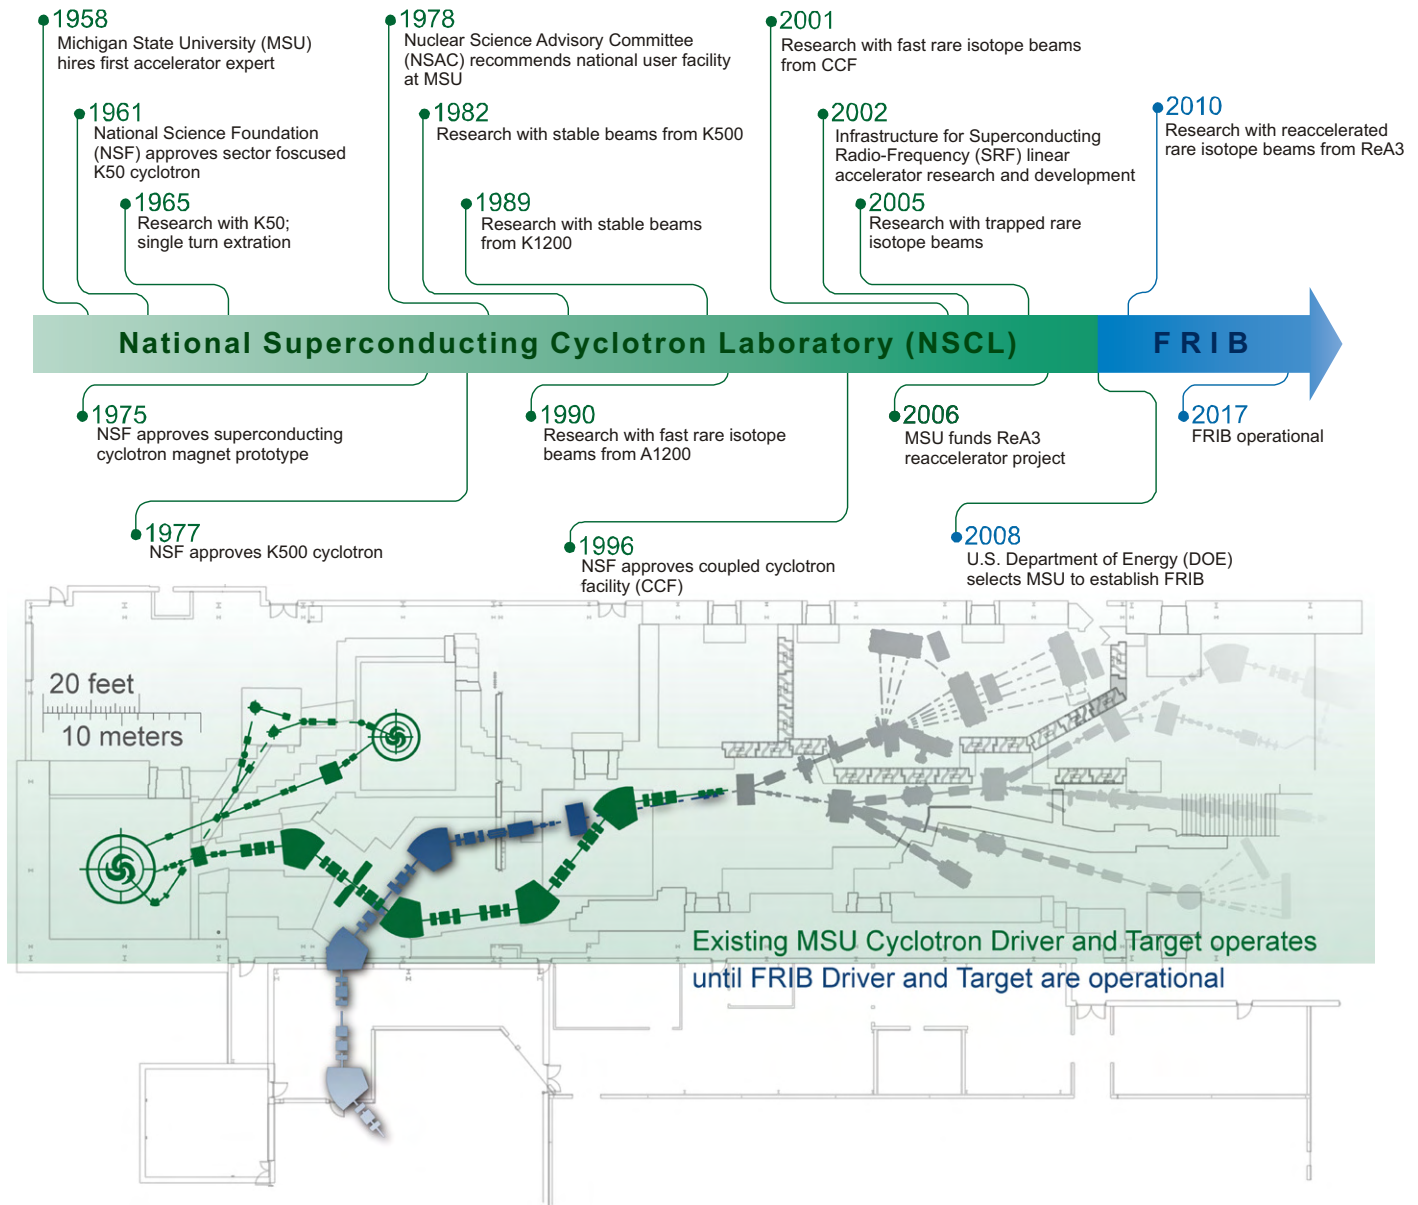 1958
Michigan State University (MSU)
hires first accelerator expert
1961
National Science Foundation
(NSF) approves sector foscused
K50 cyclotron
1965
Research with K50;
single turn extration
1978
Nuclear Science Advisory Committee
(NSAC) recommends national user facility
at MSU
1982
Research with stable beams from K500
1989
Research with stable beams
from K1200
2001
Research with fast rare isotope beams
from CCF
2002
Infrastructure for Superconducting
Radio-Frequency (SRF) linear
accelerator research and development
2005
Research with trapped rare
isotope beams
2010
Research with reaccelerated
rare isotope beams from ReA3
National Superconducting Cyclotron Laboratory (NSCL)
FRIB
1975
NSF approves superconducting
cyclotron magnet prototype
1977
NSF approves K500 cyclotron
1990
Research with fast rare isotope
beams from A1200
1996
NSF approves coupled cyclotron
facility (CCF)
2006
MSU funds ReA3
reaccelerator project
2008
U.S. Department of Energy (DOE)
selects MSU to establish FRIB
2017
FRIB operational
20 feet
10 meters
Existing MSU Cyclotron Driver and Target operates
until FRIB Driver and Target are operational